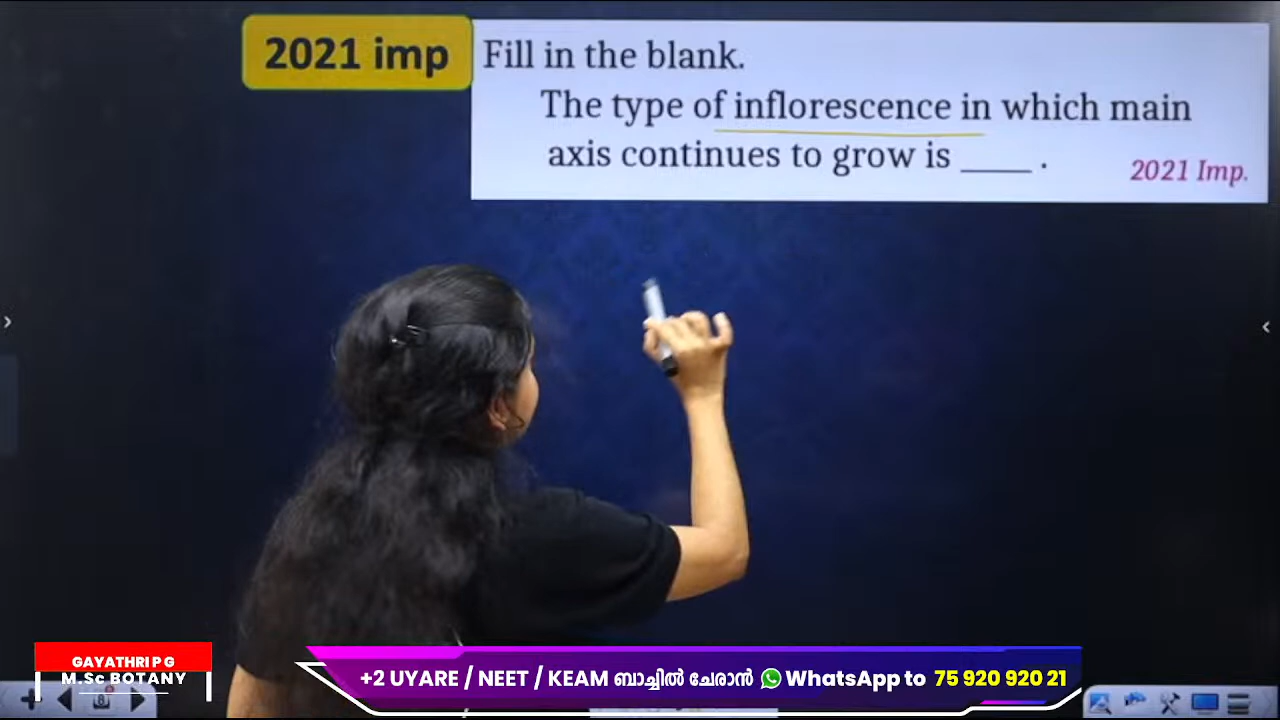 2021 imp
Fill in the blank.
The type of inflorescence in which main
axis continues to grow is ____ .
2021 Imp.
GAYATHRI P G
M.Sc BOTANY
+2 UYARE / NEET / KEAM ബാച്ചിൽ ചേരാൻ WhatsApp to 75 920 920 21